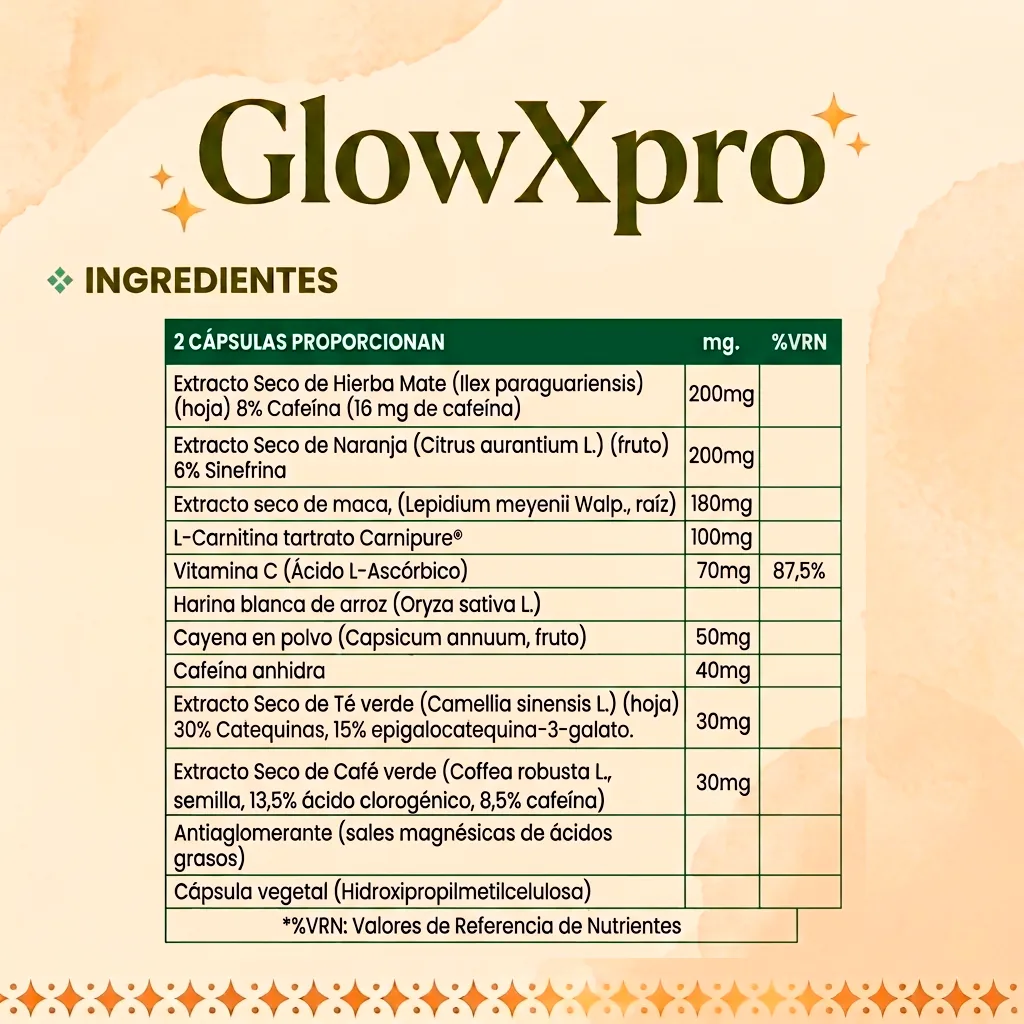 GlowXpro
INGREDIENTES
2 CÁPSULAS PROPORCIONAN mg. %VRN
Extracto Seco de Hierba Mate (Ilex paraguariensis)
(hoja) 8% Cafeína (16 mg de cafeína) 200mg
Extracto Seco de Naranja (Citrus aurantium L.) (fruto)
6% Sinefrina 200mg
Extracto seco de maca, (Lepidium meyenii Walp., raíz) 180mg
L-Carnitina tartrato Carnipure® 100mg
Vitamina C (Ácido L-Ascórbico) 70mg 87,5%
Harina blanca de arroz (Oryza sativa L.)
Cayena en polvo (Capsicum annuum, fruto) 50mg
Cafeína anhidra 40mg
Extracto Seco de Té verde (Camellia sinensis L.) (hoja)
30% Catequinas, 15% epigalocatequina-3-galato. 30mg
Extracto Seco de Café verde (Coffea robusta L.,
semilla, 13,5% ácido clorogénico, 8,5% cafeína) 30mg
Antiaglomerante (sales magnésicas de ácidos
grasos)
Cápsula vegetal (Hidroxipropilmetilcelulosa)
*%VRN: Valores de Referencia de Nutrientes